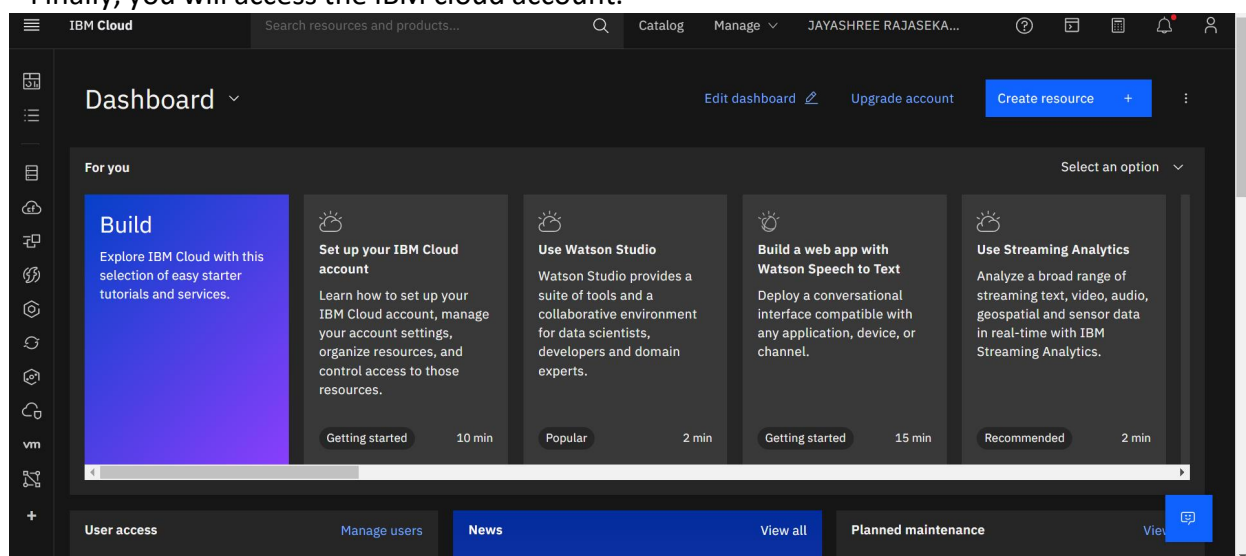 Finally, you will access the IBM cloud account.
IBM Cloud
Search resources and products...
Catalog
Manage
JAYASHREE RAJASEKA...
Dashboard
Edit dashboard
Upgrade account
Create resource +
For you
Select an option
Build
Explore IBM Cloud with this
selection of easy starter
tutorials and services.
Set up your IBM Cloud
account
Learn how to set up your
IBM Cloud account, manage
your account settings,
organize resources, and
control access to those
resources.
Getting started
10 min
Use Watson Studio
Watson Studio provides a
suite of tools and a
collaborative environment
for data scientists,
developers and domain
experts.
Popular
2 min
Build a web app with
Watson Speech to Text
Deploy a conversational
interface compatible with
any application, device, or
channel.
Getting started
15 min
Use Streaming Analytics
Analyze a broad range of
streaming text, video, audio,
geospatial and sensor data
in real-time with IBM
Streaming Analytics.
Recommended
2 min
vm
User access
Manage users
News
View all
Planned maintenance